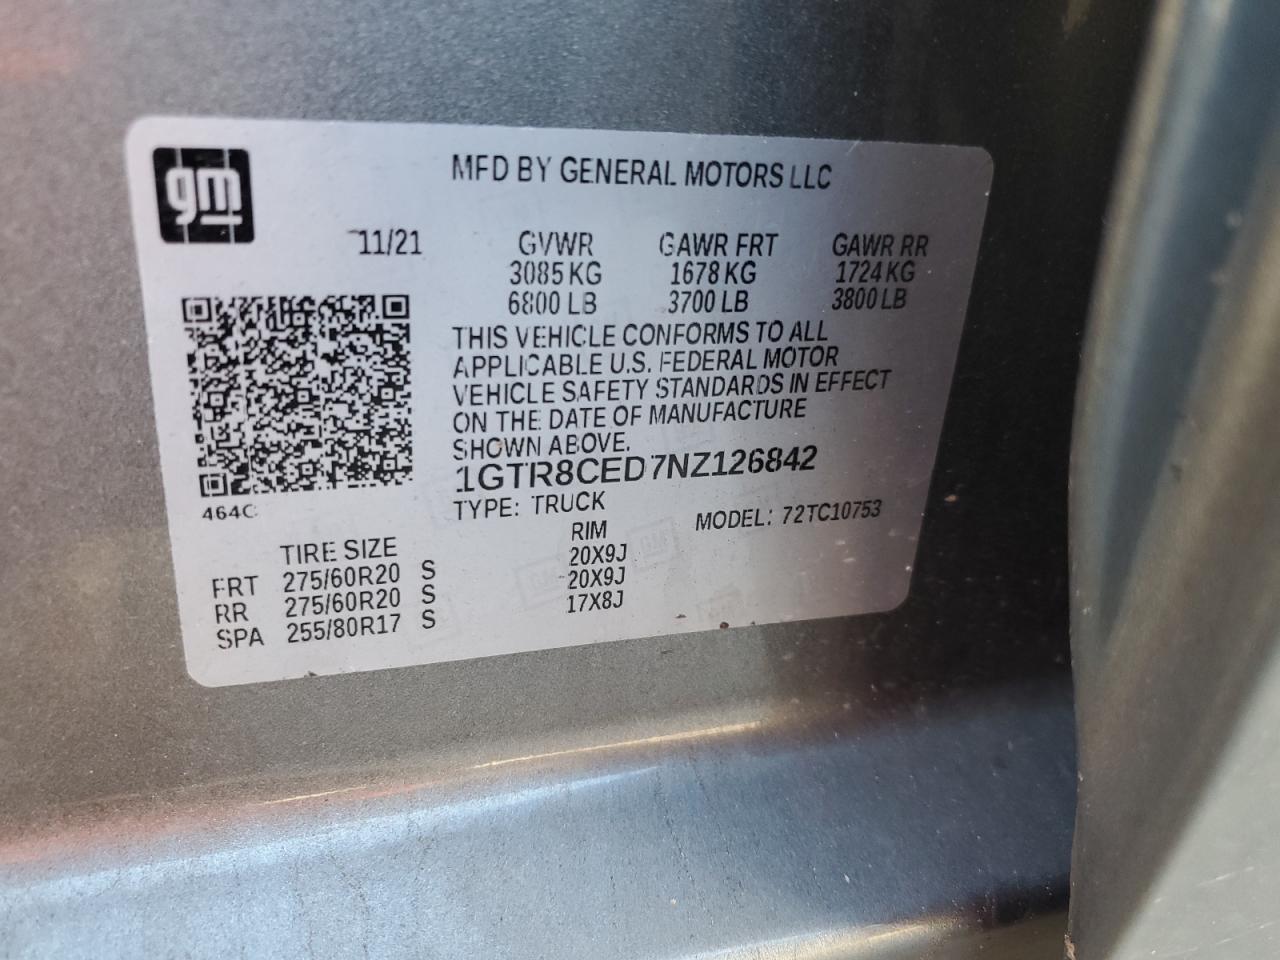 gm
MFD BY GENERAL MOTORS LLC
11/21 GVWR GAWR FRT GAWR RR
3085 KG 1678 KG 1724 KG
6800 LB 3700 LB 3800 LB
THIS VEHICLE CONFORMS TO ALL
APPLICABLE U.S. FEDERAL MOTOR
VEHICLE SAFETY STANDARDS IN EFFECT
ON THE DATE OF MANUFACTURE
SHOWN ABOVE.
1GTR8CED7NZ126842
464C
TYPE: TRUCK MODEL: 72TC10753
TIRE SIZE RIM
FRT 275/60R20 S 20X9J
RR 275/60R20 S 20X9J
SPA 255/80R17 S 17X8J